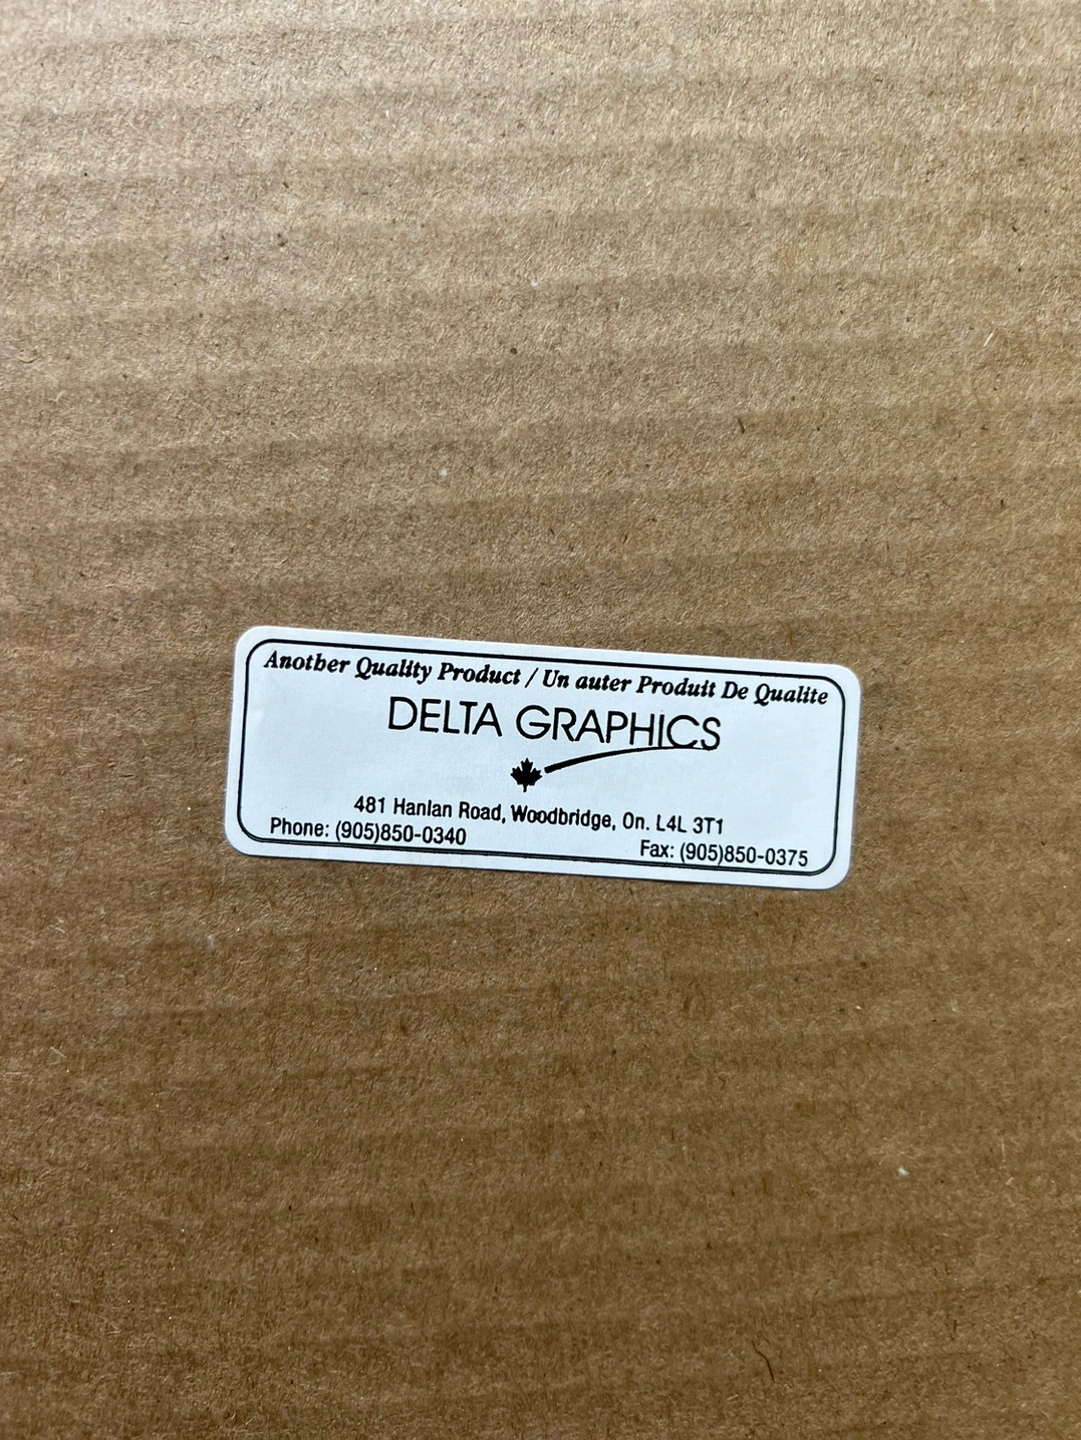 Another Quality Product / Un auter Produit De Qualite
DELTA GRAPHICS
481 Hanlan Road, Woodbridge, On. L4L 3T1
Phone: (905)850-0340
Fax: (905)850-0375